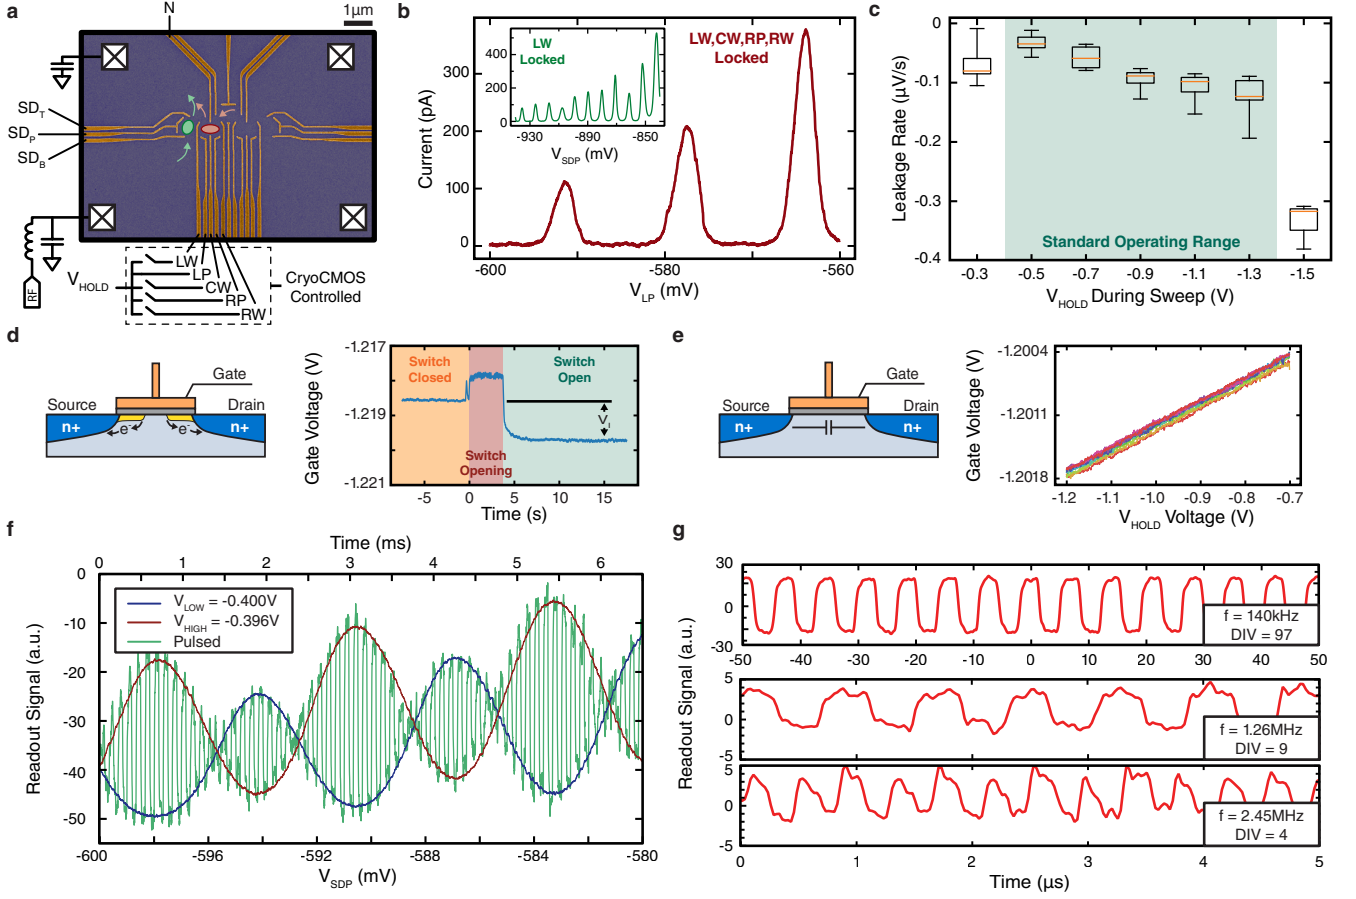 a
N
1µm
SD_T
SD_P
SD_B
RF
V_HOLD
LW
LP
CW
RP
RW
CryoCMOS
Controlled
b
Current (pA)
300
200
100
0
-600
-580
-560
V_LP (mV)
LW,CW,RP,RW
Locked
LW
Locked
500
200
0
-930
-890
-850
V_SDP (mV)
c
Leakage Rate (µV/s)
0
-0.1
-0.2
-0.3
-0.4
Standard Operating Range
-0.3
-0.5
-0.7
-0.9
-1.1
-1.3
-1.5
V_HOLD During Sweep (V)
d
Gate
Source
Drain
n+
n+
e⁻
e⁻
Gate Voltage (V)
-1.217
-1.219
-1.221
Switch
Closed
Switch
Opening
Switch
Open
V_I
-5
0
5
10
15
Time (s)
e
Gate
Source
Drain
n+
n+
Gate Voltage (V)
-1.2004
-1.2011
-1.2018
-1.2
-1.1
-1.0
-0.9
-0.8
-0.7
V_HOLD Voltage (V)
f
Time (ms)
0
1
2
3
4
5
6
V_LOW = -0.400V
V_HIGH = -0.396V
Pulsed
Readout Signal (a.u.)
0
-10
-20
-30
-40
-50
-600
-596
-592
-588
-584
-580
V_SDP (mV)
g
Readout Signal (a.u.)
30
0
-30
f = 140kHz
DIV = 97
-50
-40
-30
-20
-10
0
10
20
30
40
50
5
0
-5
f = 1.26MHz
DIV = 9
5
0
-5
f = 2.45MHz
DIV = 4
0
1
2
3
4
5
Time (µs)